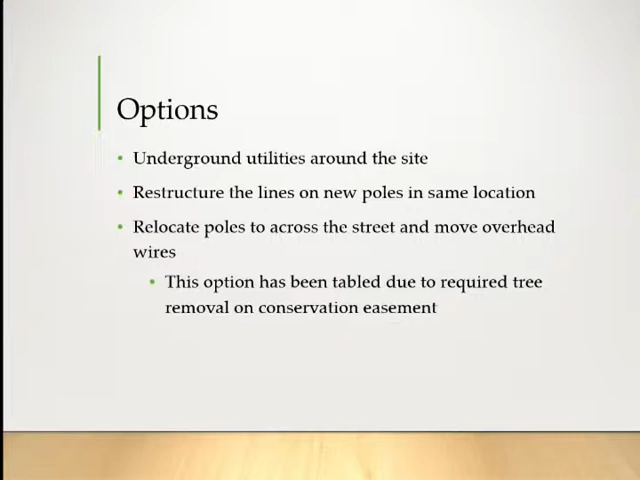 Options
• Underground utilities around the site
• Restructure the lines on new poles in same location
• Relocate poles to across the street and move overhead
wires
• This option has been tabled due to required tree
removal on conservation easement